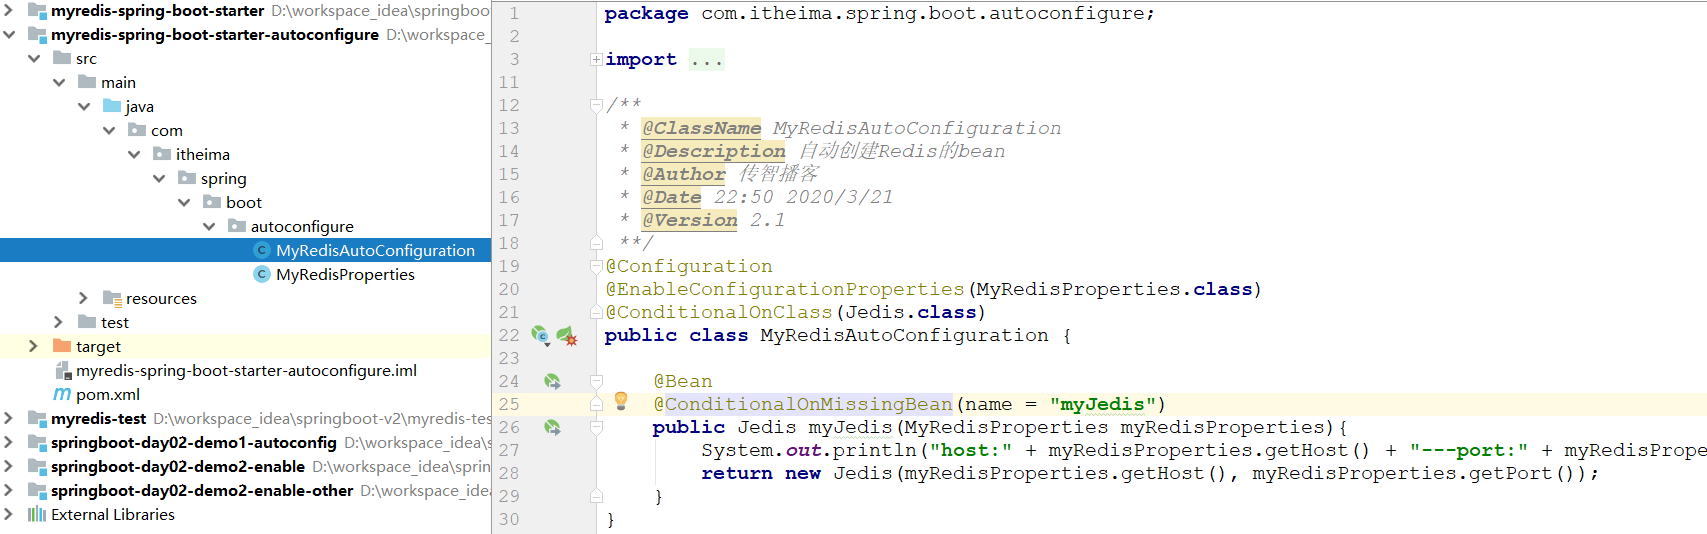 myredis-spring-boot-starter D:\workspace_idea\springboot
myredis-spring-boot-starter-autoconfigure D:\workspace_
src
main
java
com
itheima
spring
boot
autoconfigure
MyRedisAutoConfiguration
MyRedisProperties
resources
test
target
myredis-spring-boot-starter-autoconfigure.iml
pom.xml
myredis-test D:\workspace_idea\springboot-v2\myredis-tes
springboot-day02-demo1-autoconfig D:\workspace_idea\s
springboot-day02-demo2-enable D:\workspace_idea\sprin
springboot-day02-demo2-enable-other D:\workspace_idea
External Libraries
1 package com.itheima.spring.boot.autoconfigure;
2
3 import ...
11
12 /**
13 * @ClassName MyRedisAutoConfiguration
14 * @Description 自动创建Redis的bean
15 * @Author 传智播客
16 * @Date 22:50 2020/3/21
17 * @Version 2.1
18 **/
19 @Configuration
20 @EnableConfigurationProperties(MyRedisProperties.class)
21 @ConditionalOnClass(Jedis.class)
22 public class MyRedisAutoConfiguration {
23
24 @Bean
25 @ConditionalOnMissingBean(name = "myJedis")
26 public Jedis myJedis(MyRedisProperties myRedisProperties){
27 System.out.println("host:" + myRedisProperties.getHost() + "---port:" + myRedisPrope
28 return new Jedis(myRedisProperties.getHost(), myRedisProperties.getPort());
29 }
30 }